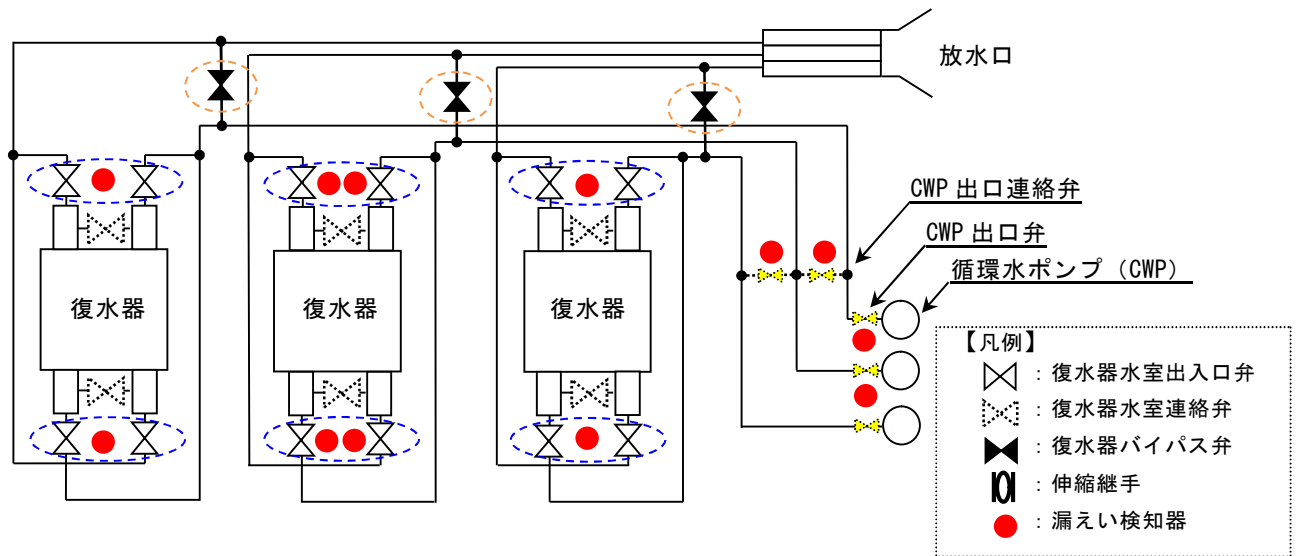 放水口
CWP 出口連絡弁
CWP 出口弁
循環水ポンプ（CWP）
復水器
復水器
復水器
【凡例】
：復水器水室出入口弁
：復水器水室連絡弁
：復水器バイパス弁
：伸縮継手
：漏えい検知器